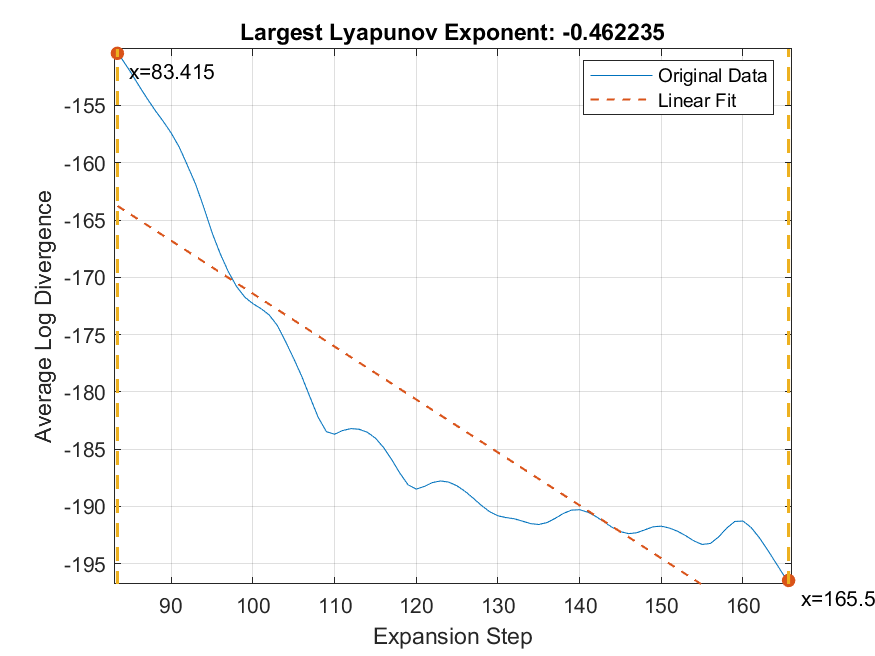 Largest Lyapunov Exponent: -0.462235
x=83.415
Original Data
Linear Fit
-155
-160
-165
-170
-175
-180
-185
-190
-195
Average Log Divergence
90 100 110 120 130 140 150 160
x=165.5
Expansion Step